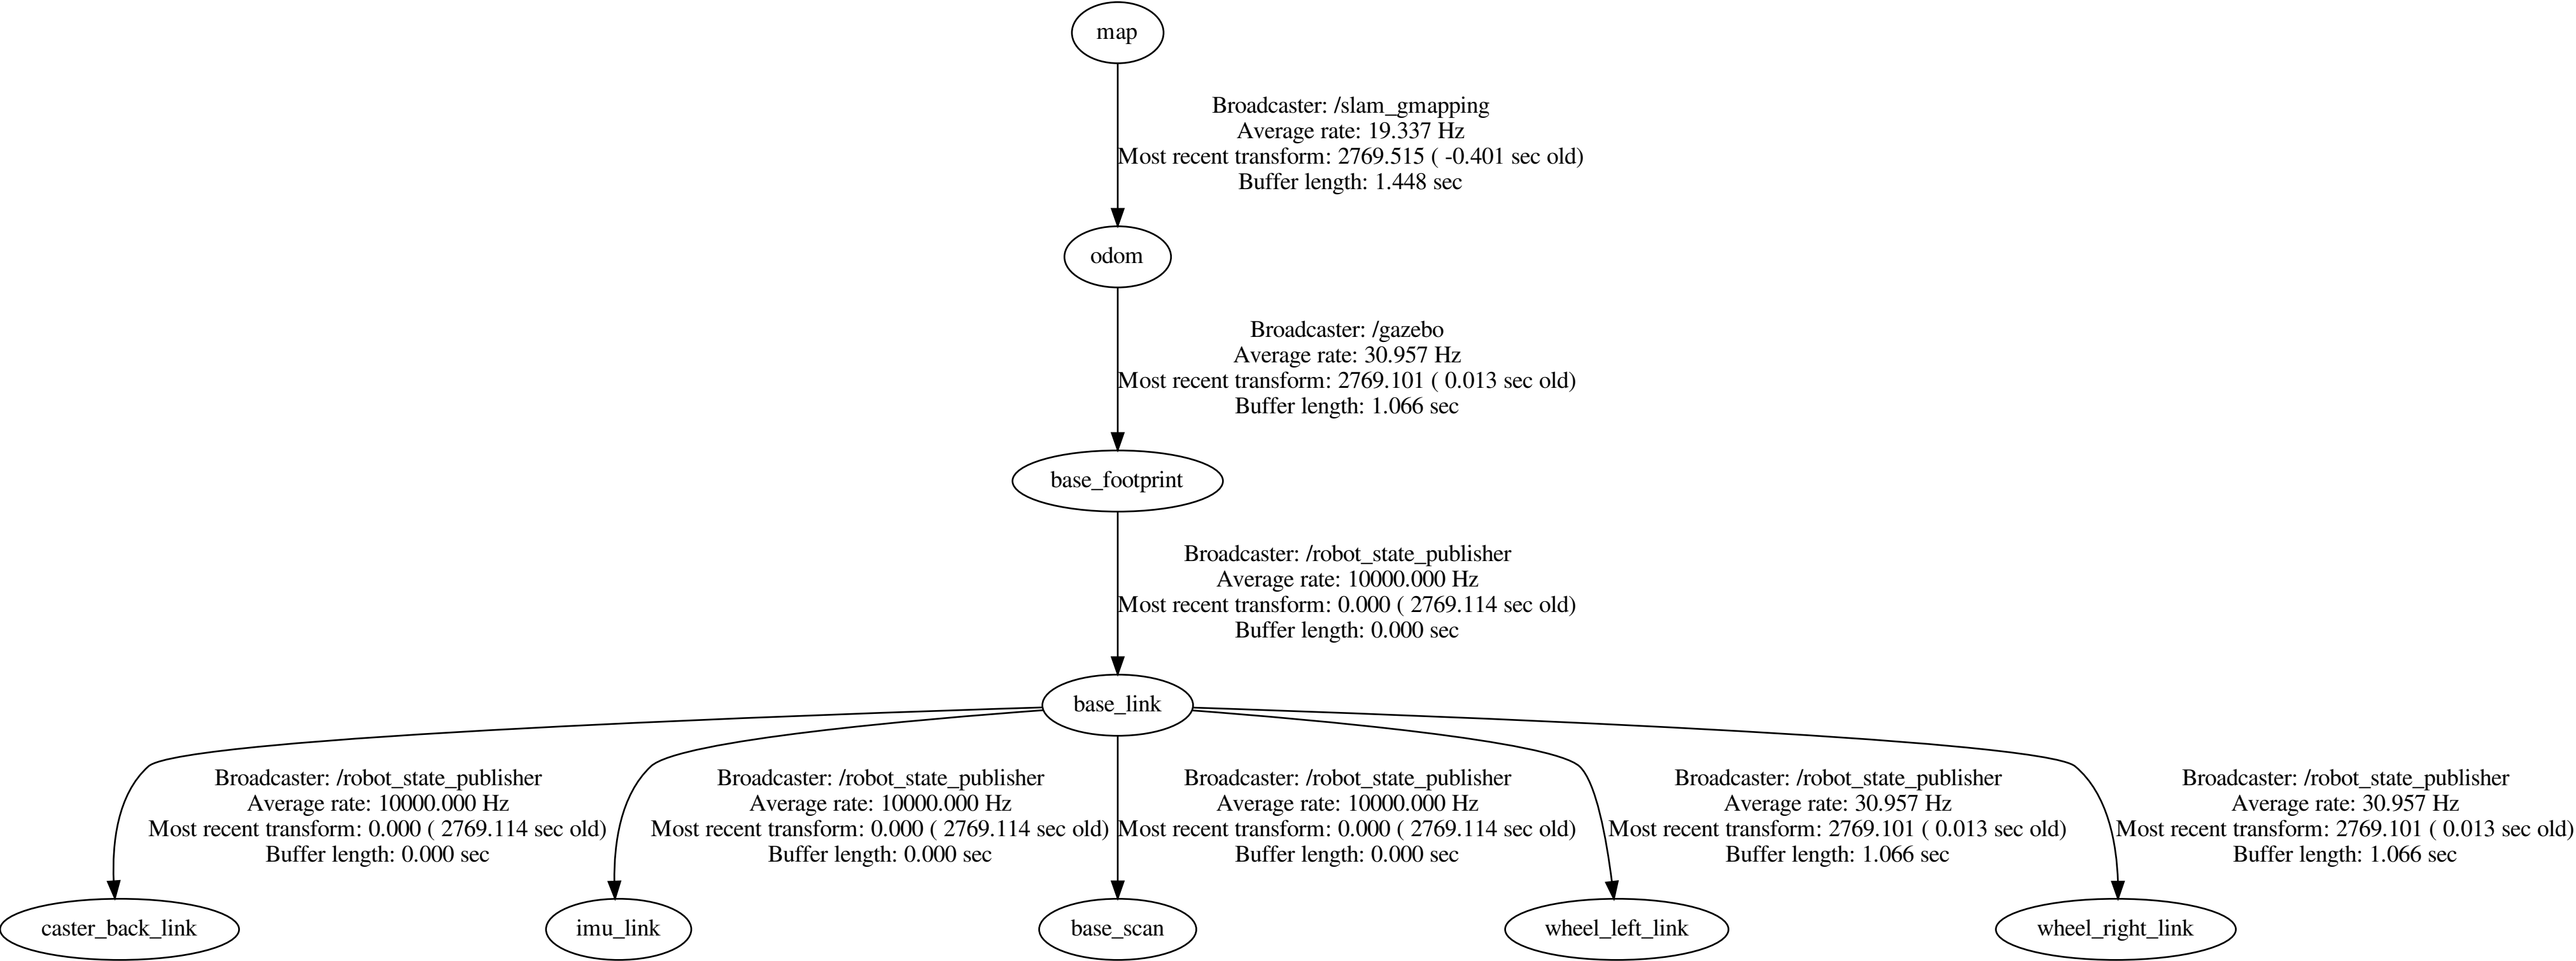 map
Broadcaster: /slam_gmapping
Average rate: 19.337 Hz
Most recent transform: 2769.515 ( -0.401 sec old)
Buffer length: 1.448 sec
odom
Broadcaster: /gazebo
Average rate: 30.957 Hz
Most recent transform: 2769.101 ( 0.013 sec old)
Buffer length: 1.066 sec
base_footprint
Broadcaster: /robot_state_publisher
Average rate: 10000.000 Hz
Most recent transform: 0.000 ( 2769.114 sec old)
Buffer length: 0.000 sec
base_link
Broadcaster: /robot_state_publisher
Average rate: 10000.000 Hz
Most recent transform: 0.000 ( 2769.114 sec old)
Buffer length: 0.000 sec
Broadcaster: /robot_state_publisher
Average rate: 10000.000 Hz
Most recent transform: 0.000 ( 2769.114 sec old)
Buffer length: 0.000 sec
Broadcaster: /robot_state_publisher
Average rate: 10000.000 Hz
Most recent transform: 0.000 ( 2769.114 sec old)
Buffer length: 0.000 sec
Broadcaster: /robot_state_publisher
Average rate: 30.957 Hz
Most recent transform: 2769.101 ( 0.013 sec old)
Buffer length: 1.066 sec
Broadcaster: /robot_state_publisher
Average rate: 30.957 Hz
Most recent transform: 2769.101 ( 0.013 sec old)
Buffer length: 1.066 sec
caster_back_link
imu_link
base_scan
wheel_left_link
wheel_right_link